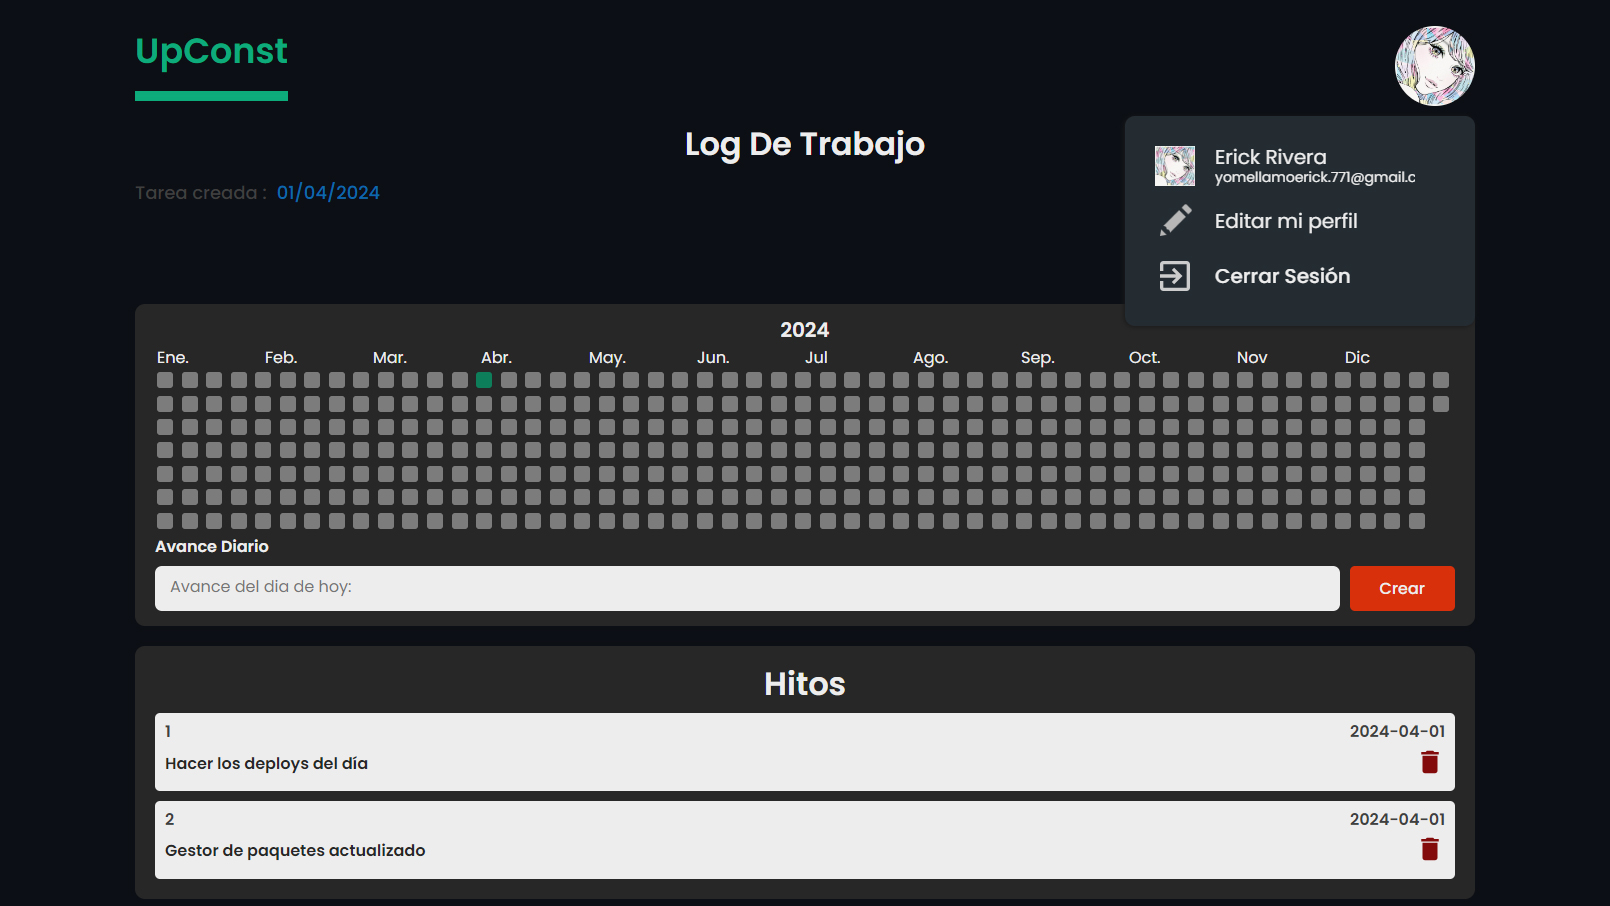 UpConst
Log De Trabajo
Tarea creada : 01/04/2024
Erick Rivera
yomellamoerick.771@gmail.c
Editar mi perfil
Cerrar Sesión
2024
Ene. Feb. Mar. Abr. May. Jun. Jul Ago. Sep. Oct. Nov Dic
Avance Diario
Avance del dia de hoy:
Crear
Hitos
1 2024-04-01
Hacer los deploys del día
2 2024-04-01
Gestor de paquetes actualizado